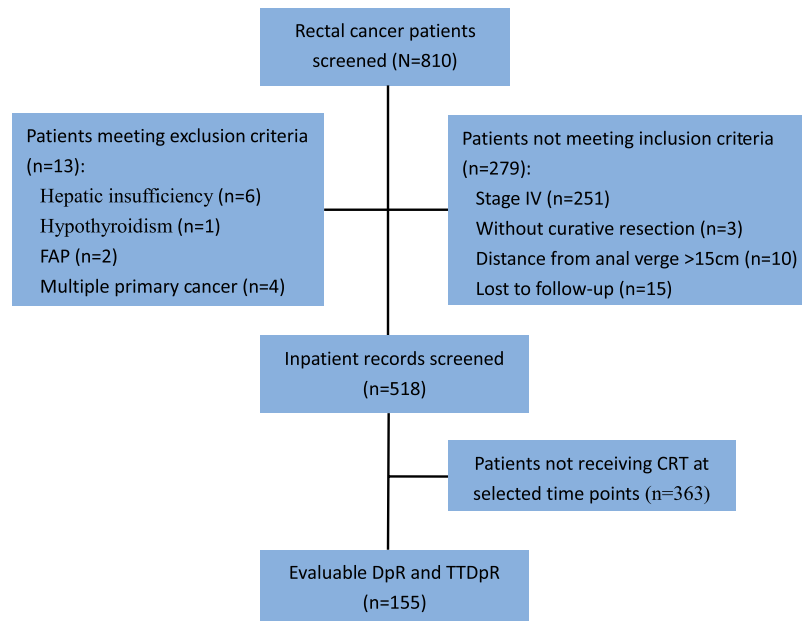 Rectal cancer patients
screened (N=810)
Patients meeting exclusion criteria
(n=13):
Hepatic insufficiency (n=6)
Hypothyroidism (n=1)
FAP (n=2)
Multiple primary cancer (n=4)
Patients not meeting inclusion criteria
(n=279):
Stage IV (n=251)
Without curative resection (n=3)
Distance from anal verge >15cm (n=10)
Lost to follow-up (n=15)
Inpatient records screened
(n=518)
Patients not receiving CRT at
selected time points (n=363)
Evaluable DpR and TTDpR
(n=155)